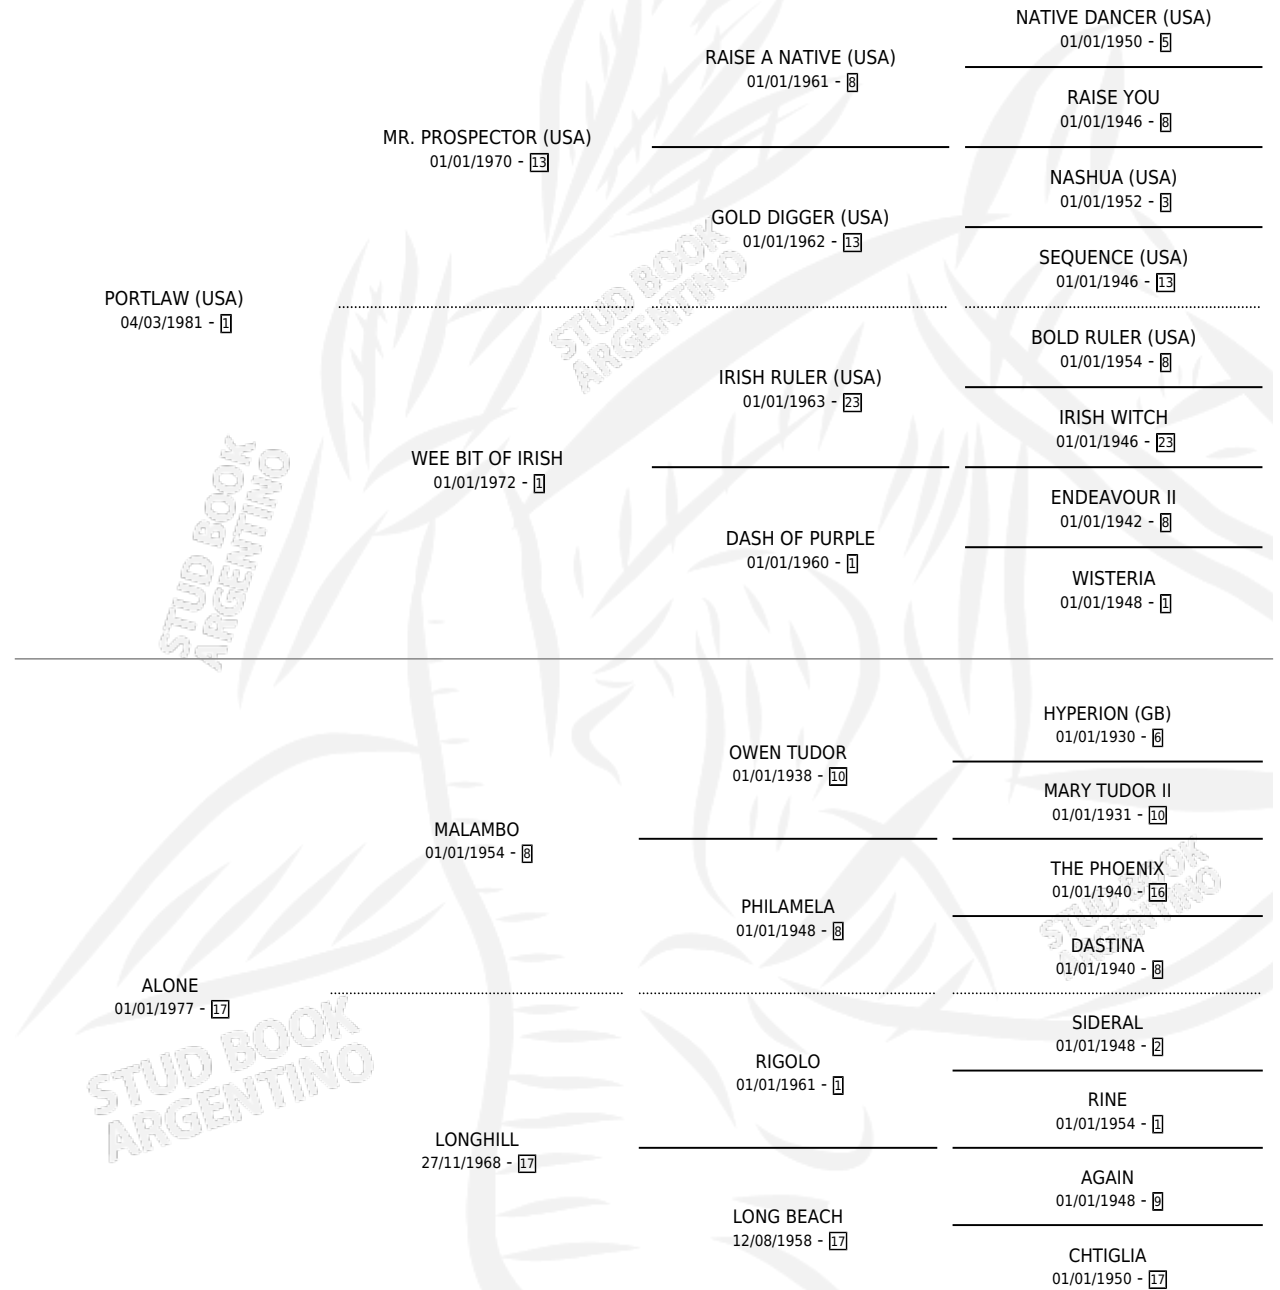 NATIVE DANCER (USA)
01/01/1950 - 5
RAISE A NATIVE (USA)
01/01/1961 - 8
RAISE YOU
01/01/1946 - 8
MR. PROSPECTOR (USA)
01/01/1970 - 13
NASHUA (USA)
01/01/1952 - 3
GOLD DIGGER (USA)
01/01/1962 - 13
SEQUENCE (USA)
01/01/1946 - 13
PORTLAW (USA)
04/03/1981 - 1
STUD BOOK
ARGENTINO
BOLD RULER (USA)
01/01/1954 - 8
IRISH RULER (USA)
01/01/1963 - 23
IRISH WITCH
01/01/1946 - 23
WEE BIT OF IRISH
01/01/1972 - 1
ENDEAVOUR II
01/01/1942 - 8
DASH OF PURPLE
01/01/1960 - 1
WISTERIA
01/01/1948 - 1
STUD BOOK
ARGENTINO
HYPERION (GB)
01/01/1930 - 6
OWEN TUDOR
01/01/1938 - 10
MARY TUDOR II
01/01/1931 - 10
MALAMBO
01/01/1954 - 8
THE PHOENIX
01/01/1940 - 16
PHILAMELA
01/01/1948 - 8
DASTINA
01/01/1940 - 8
STUD BOOK
ARGENTINO
ALONE
01/01/1977 - 17
SIDERAL
01/01/1948 - 2
RIGOLO
01/01/1961 - 1
RINE
01/01/1954 - 1
STUD BOOK
ARGENTINO
LONGHILL
27/11/1968 - 17
AGAIN
01/01/1948 - 9
LONG BEACH
12/08/1958 - 17
CHTIGLIA
01/01/1950 - 17